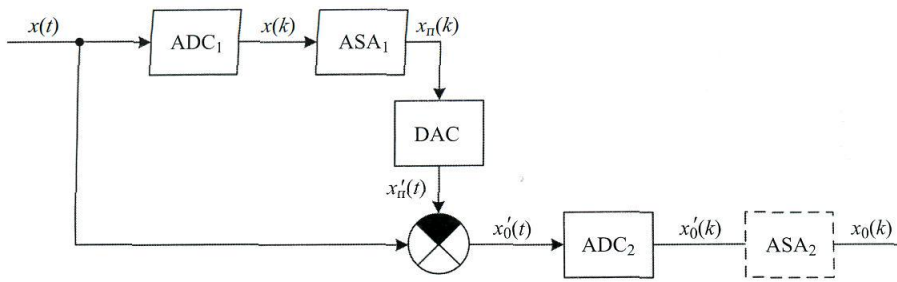 x(t) ADC₁ x(k) ASA₁ xп(k)
DAC
x′п(t)
x′₀(t) ADC₂ x′₀(k) ASA₂ x₀(k)